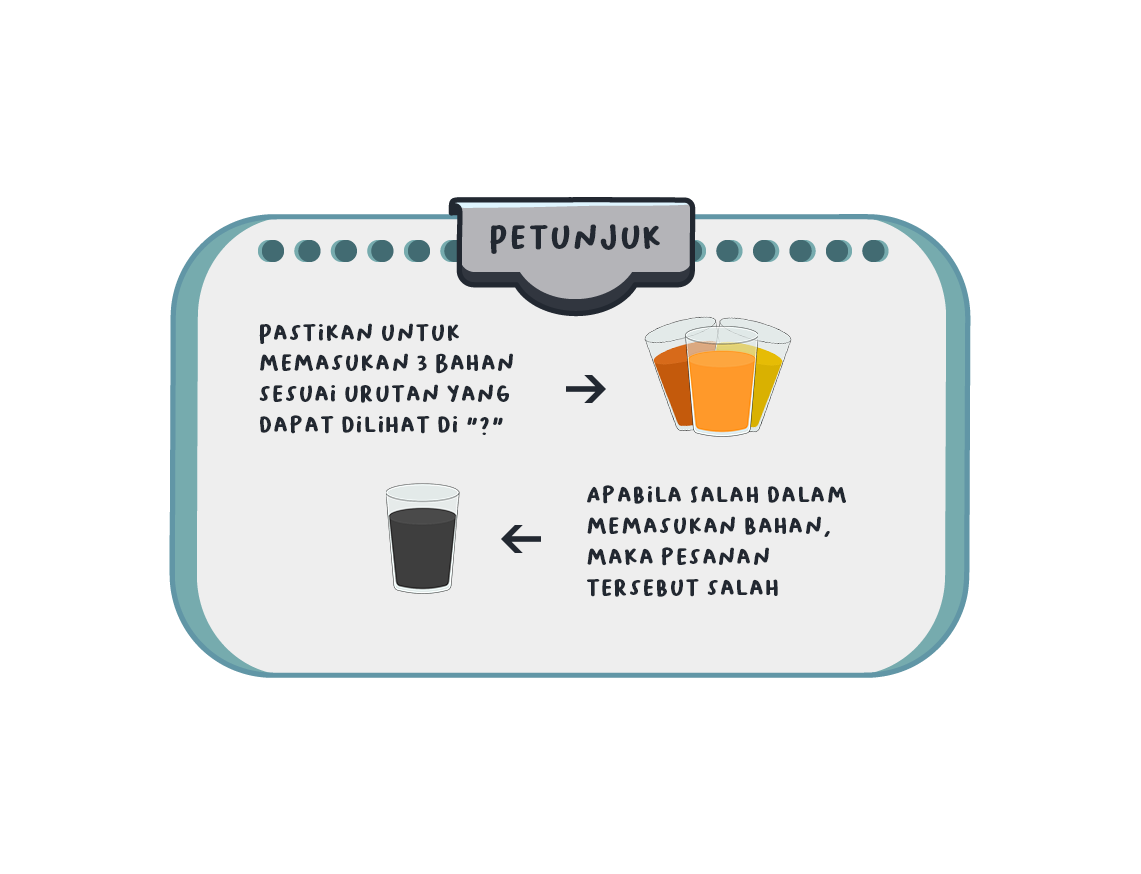 PETUNJUK
PASTIKAN UNTUK
MEMASUKAN 3 BAHAN
SESUAI URUTAN YANG
DAPAT DILIHAT DI "?"
APABILA SALAH DALAM
MEMASUKAN BAHAN,
MAKA PESANAN
TERSEBUT SALAH